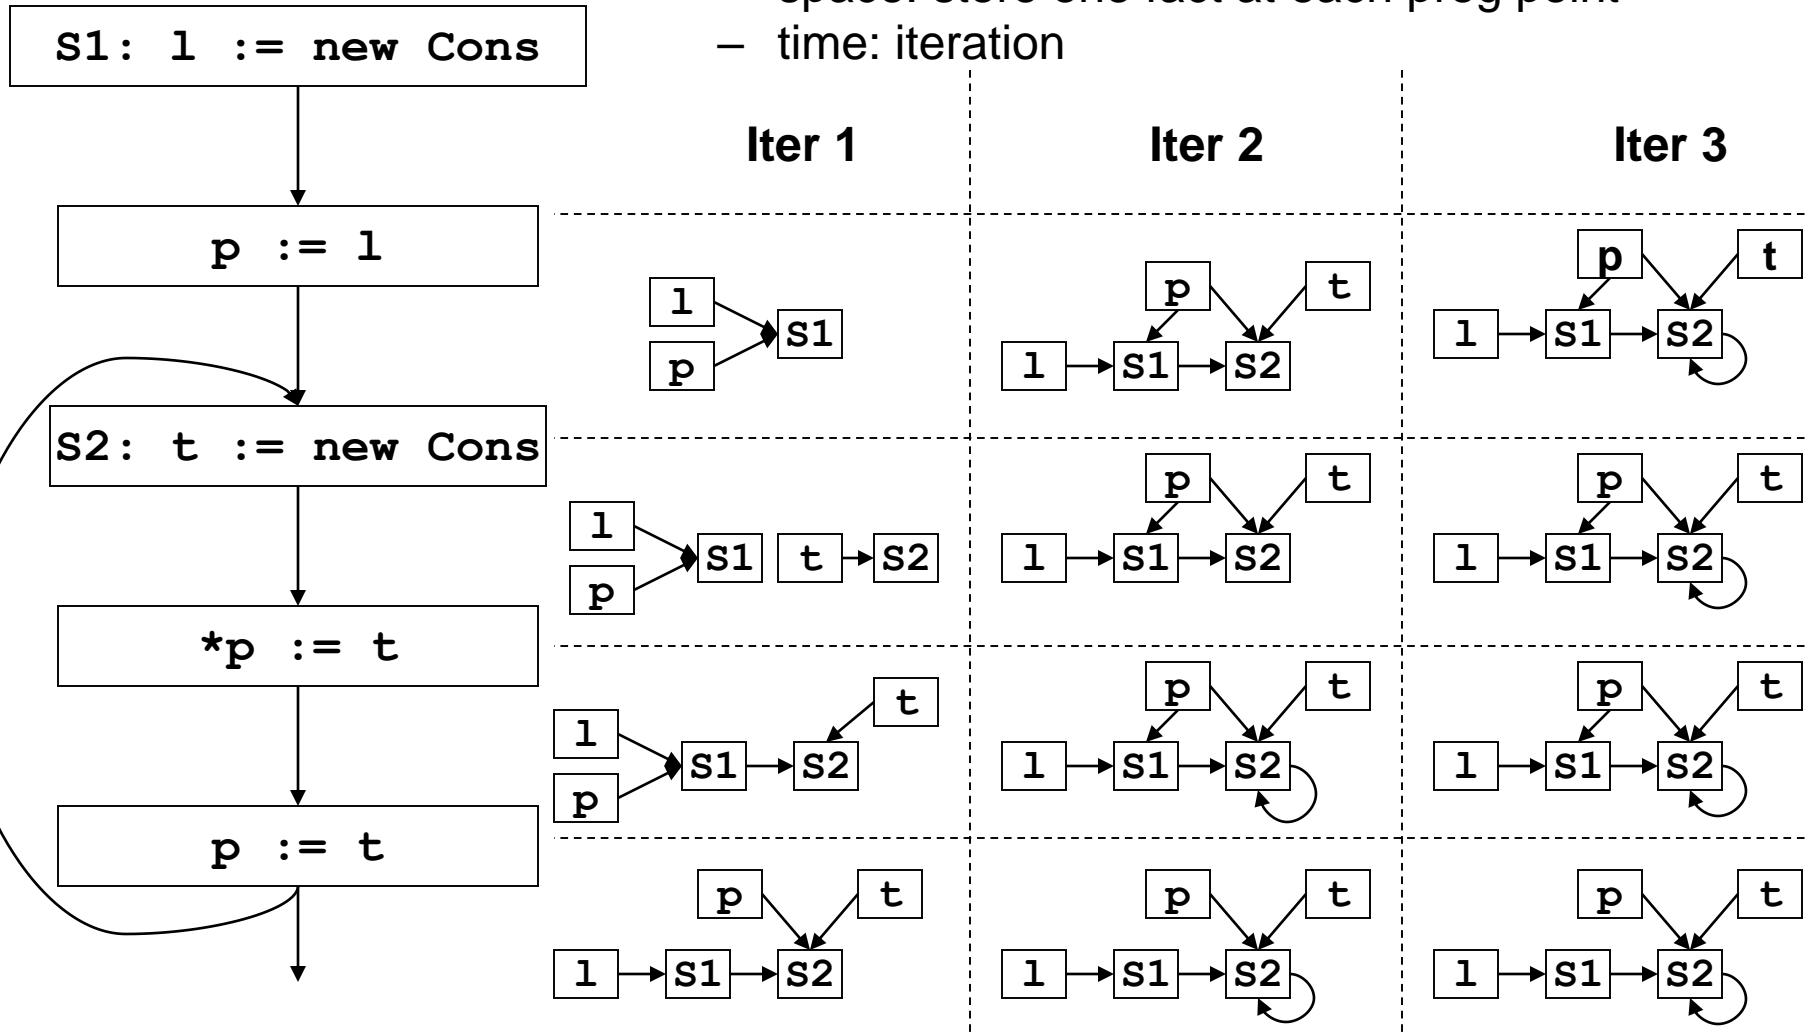 space: store one fact at each prog point
– time: iteration
S1: l := new Cons
p := l
S2: t := new Cons
*p := t
p := t
Iter 1 Iter 2 Iter 3
l p S1
p t l S1 S2
p t l S1 S2
l p S1 t S2
p t l S1 S2
p t l S1 S2
l p S1 S2 t
p t l S1 S2
p t l S1 S2
p t l S1 S2
p t l S1 S2
p t l S1 S2